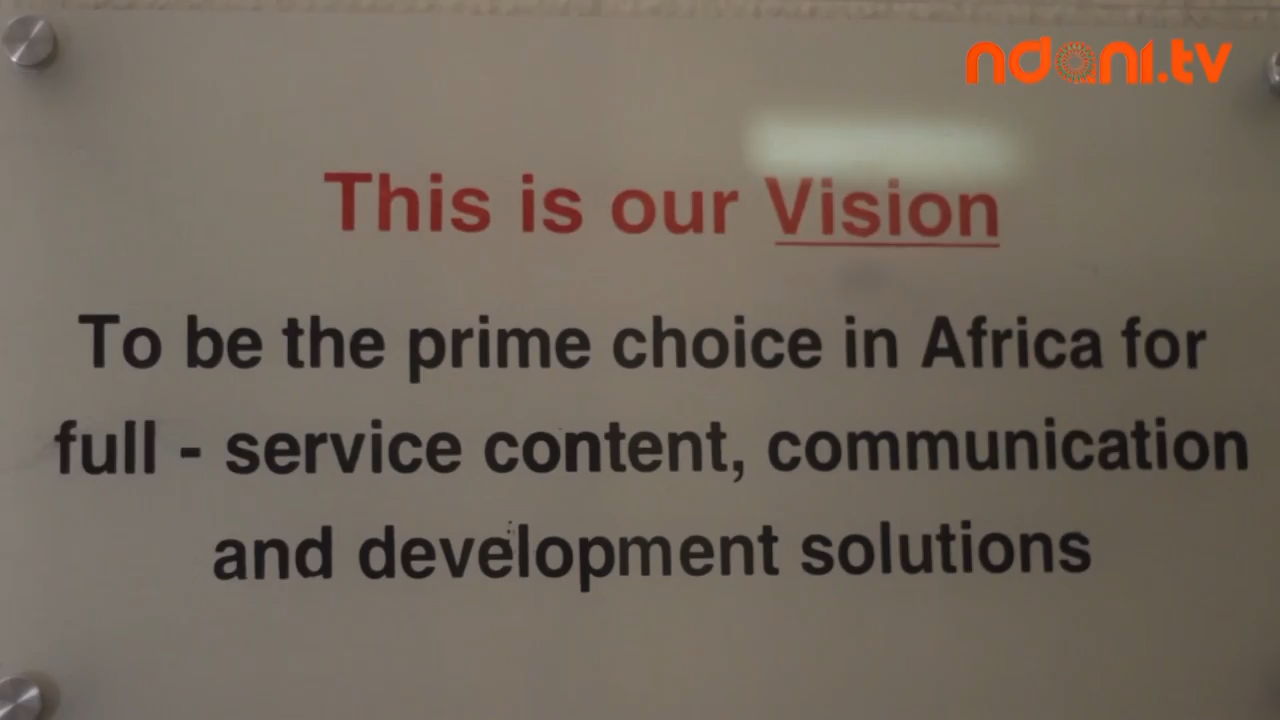 ndani.tv
This is our Vision
To be the prime choice in Africa for
full - service content, communication
and development solutions